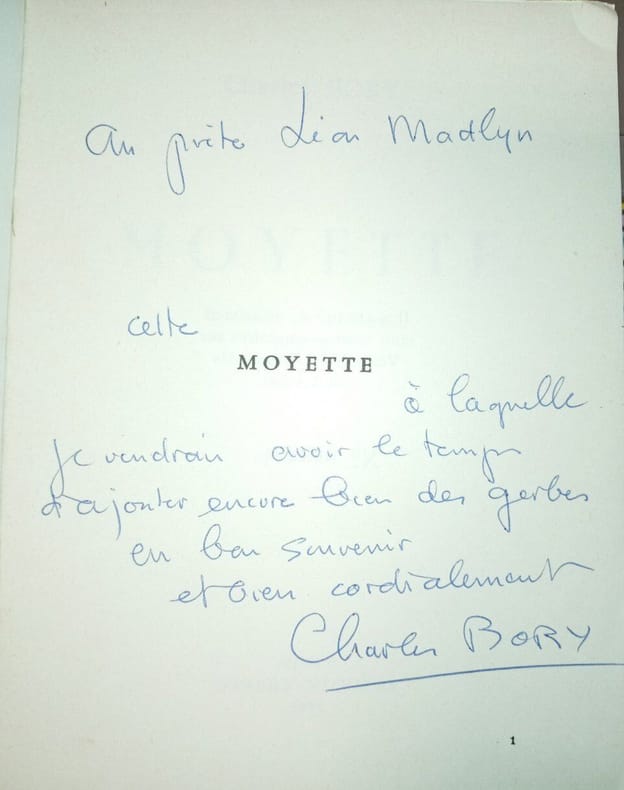 Au poète Léon Madlyn
cette
MOYETTE
à laquelle
Je voudrais avoir le temps
d'ajouter encore bien des gerbes
en bon souvenir
et bien cordialement
Charles BORY
1